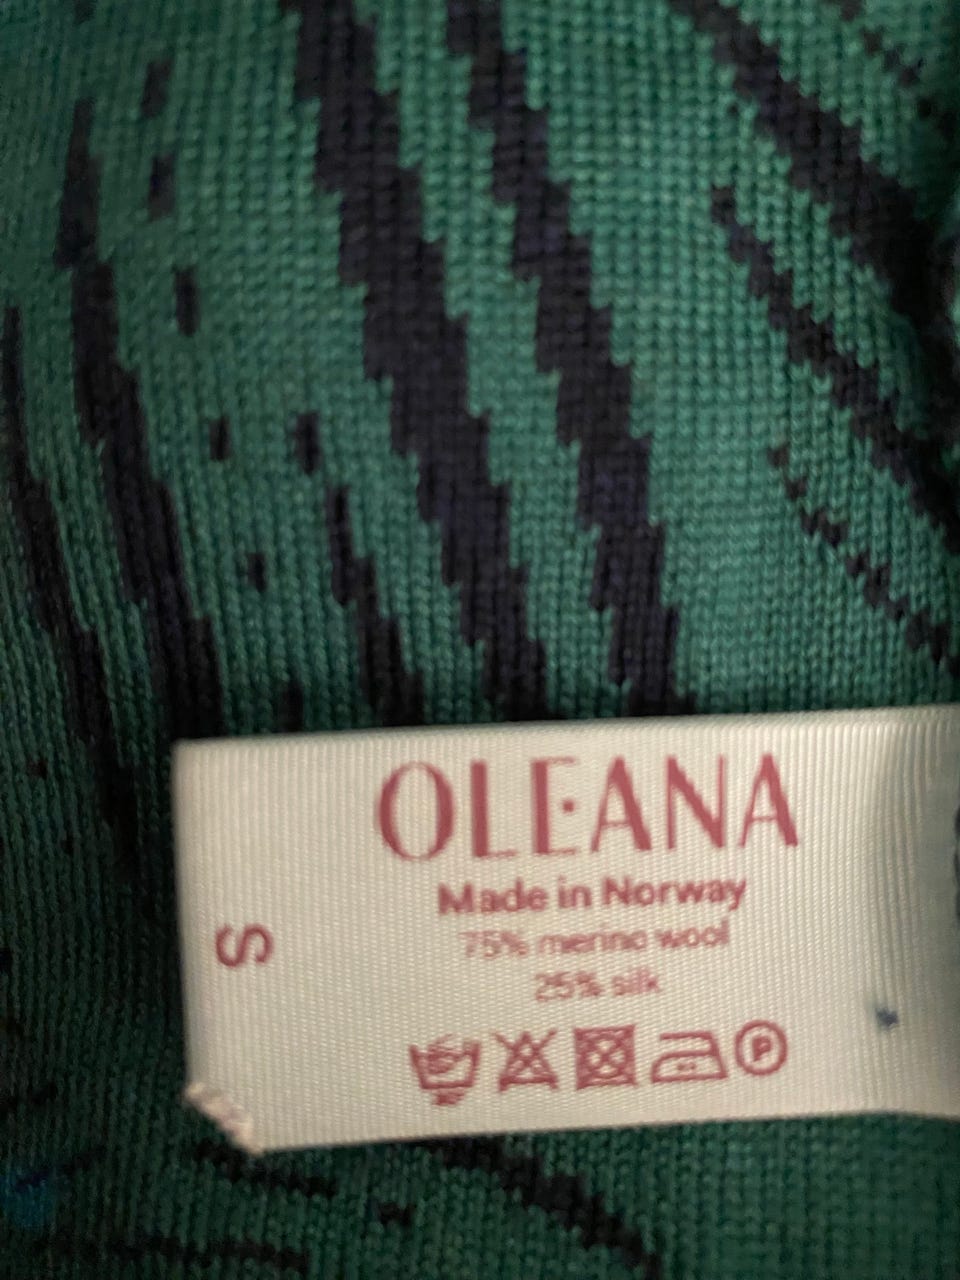 OLEANA
Made in Norway
75% merino wool
25% silk
P
S